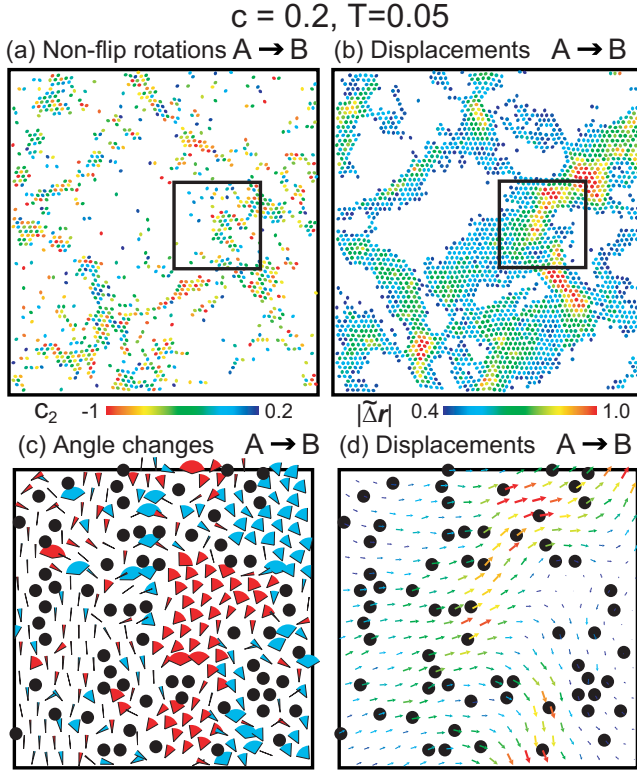 c = 0.2, T=0.05
(a) Non-flip rotations A → B
(b) Displacements A → B
C₂ -1 0.2
|Δ̃r| 0.4 1.0
(c) Angle changes A → B
(d) Displacements A → B